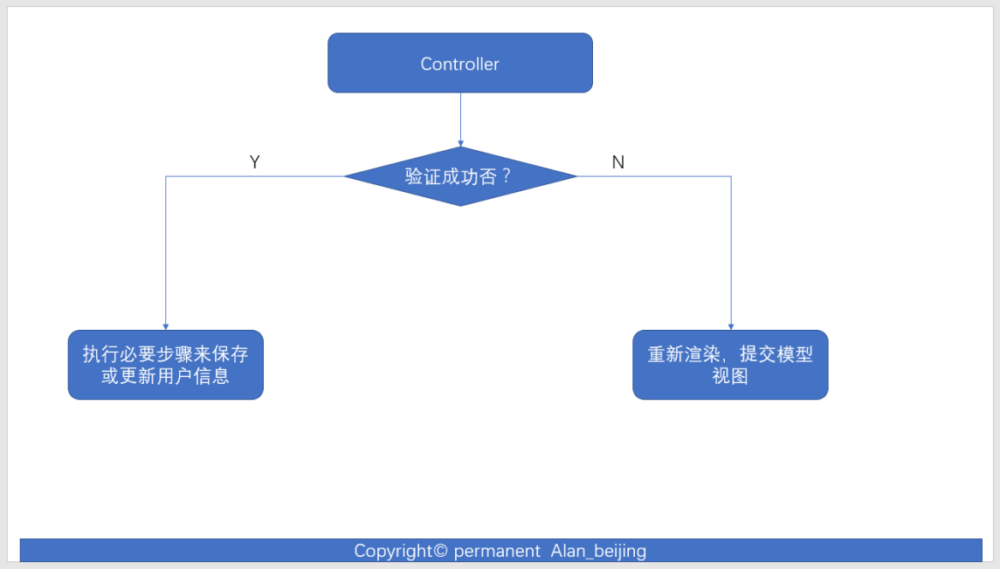 Controller
Y
验证成功否？
N
执行必要步骤来保存
或更新用户信息
重新渲染，提交模型
视图
Copyright© permanent Alan_beijing